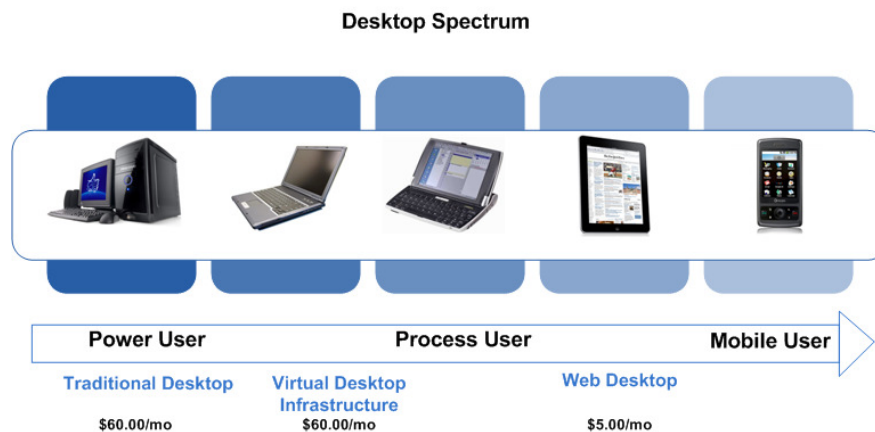 Desktop Spectrum
Power User
Process User
Mobile User
Traditional Desktop
Virtual Desktop
Infrastructure
Web Desktop
$60.00/mo
$60.00/mo
$5.00/mo